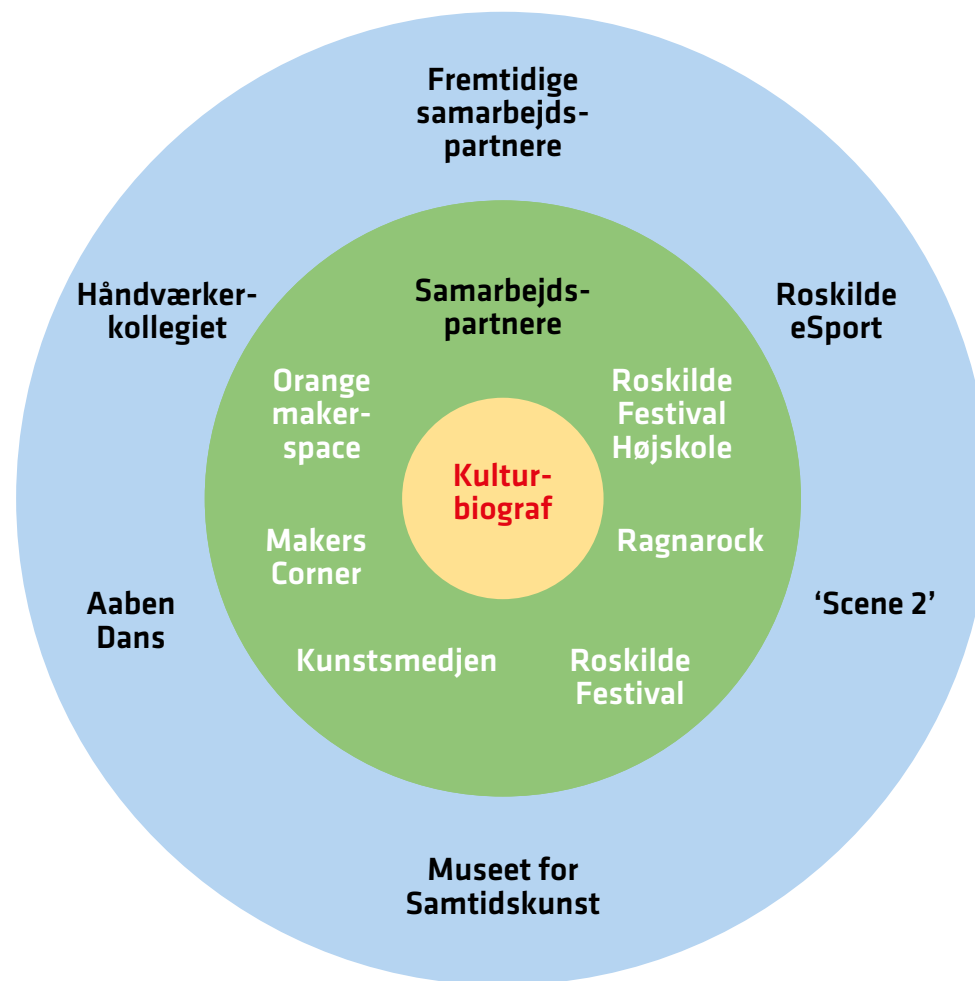 Fremtidige
samarbejds-
partnere
Håndværker-
kollegiet
Samarbejds-
partnere
Roskilde
eSport
Orange
maker-
space
Roskilde
Festival
Højskole
Kultur-
biograf
Makers
Corner
Ragnarock
Aaben
Dans
‘Scene 2’
Kunstsmedjen
Roskilde
Festival
Museet for
Samtidskunst